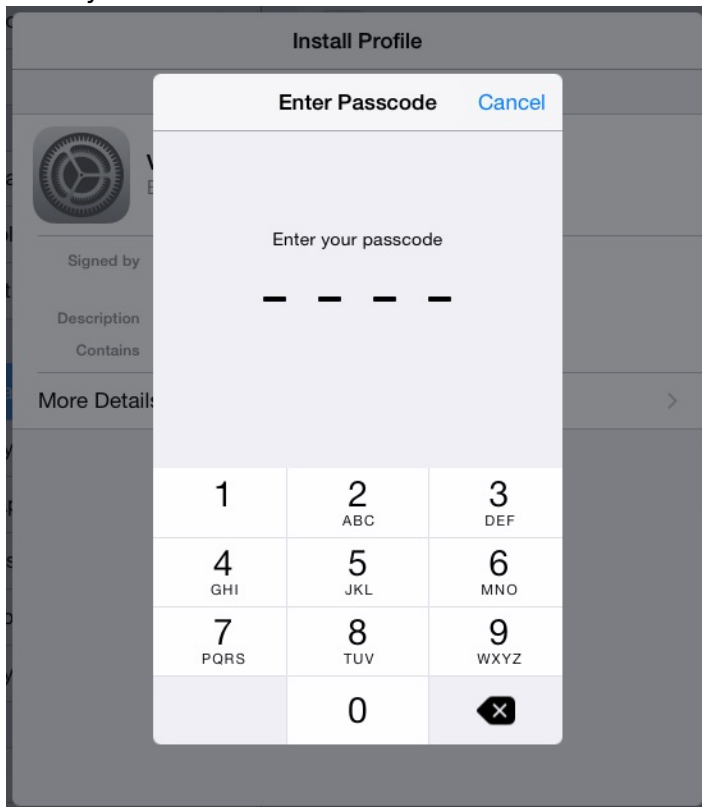 Install Profile
Enter Passcode Cancel
Enter your passcode
Signed by
Description
Contains
More Details
1 2 3
ABC DEF
4 5 6
GHI JKL MNO
7 8 9
PQRS TUV WXYZ
0